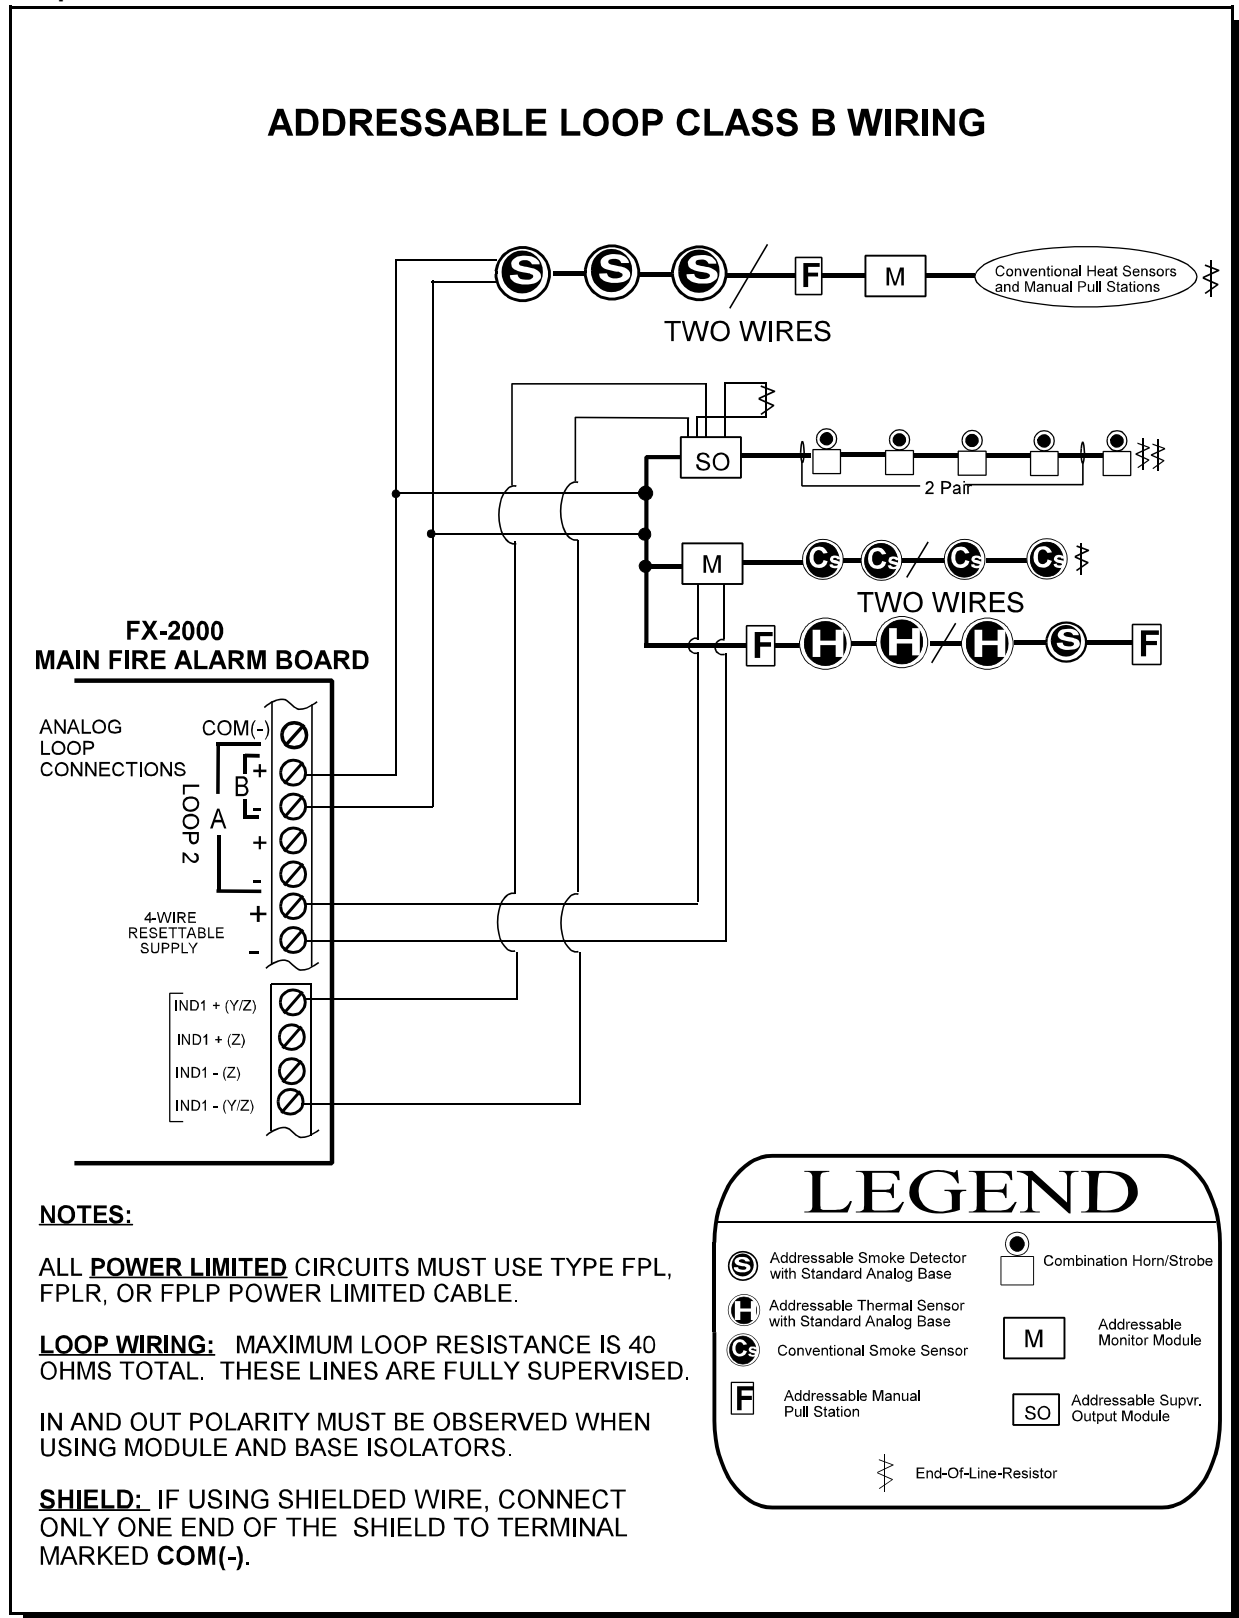 ADDRESSABLE LOOP CLASS B WIRING
S S S F M
Conventional Heat Sensors
and Manual Pull Stations
TWO WIRES
SO
2 Pair
M Cs Cs Cs Cs
TWO WIRES
F H H H S F
FX-2000
MAIN FIRE ALARM BOARD
ANALOG
LOOP
CONNECTIONS
COM(-)
LOOP 2
A
B
+
-
+
-
4-WIRE
RESETTABLE
SUPPLY
+
-
IND1 + (Y/Z)
IND1 + (Z)
IND1 - (Z)
IND1 - (Y/Z)
NOTES:
ALL POWER LIMITED CIRCUITS MUST USE TYPE FPL,
FPLR, OR FPLP POWER LIMITED CABLE.
LOOP WIRING: MAXIMUM LOOP RESISTANCE IS 40
OHMS TOTAL. THESE LINES ARE FULLY SUPERVISED.
IN AND OUT POLARITY MUST BE OBSERVED WHEN
USING MODULE AND BASE ISOLATORS.
SHIELD: IF USING SHIELDED WIRE, CONNECT
ONLY ONE END OF THE SHIELD TO TERMINAL
MARKED COM(-).
LEGEND
S
Addressable Smoke Detector
with Standard Analog Base
H
Addressable Thermal Sensor
with Standard Analog Base
Cs
Conventional Smoke Sensor
F
Addressable Manual
Pull Station
Combination Horn/Strobe
M
Addressable
Monitor Module
SO
Addressable Supvr.
Output Module
End-Of-Line-Resistor